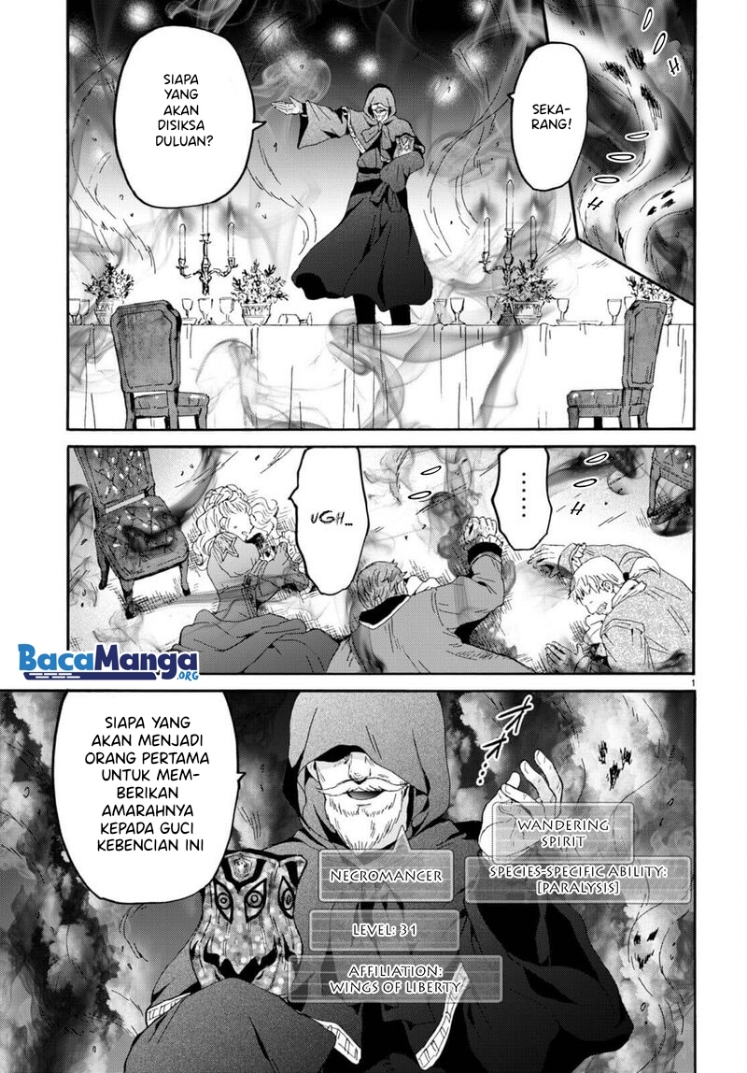 SEKA-
RANG!
SIAPA
YANG
AKAN
DISIKSA
DULUAN?
......
UGH...
BacaManga
.ORG
1
SIAPA YANG
AKAN MENJADI
ORANG PERTAMA
UNTUK MEM-
BERIKAN
AMARAHNYA
KEPADA GUCI
KEBENCIAN INI
WANDERING
SPIRIT
SPECIES-SPECIFIC ABILITY:
[PARALYSIS]
NECROMANCER
LEVEL: 31
AFFILIATION:
WINGS OF LIBERTY